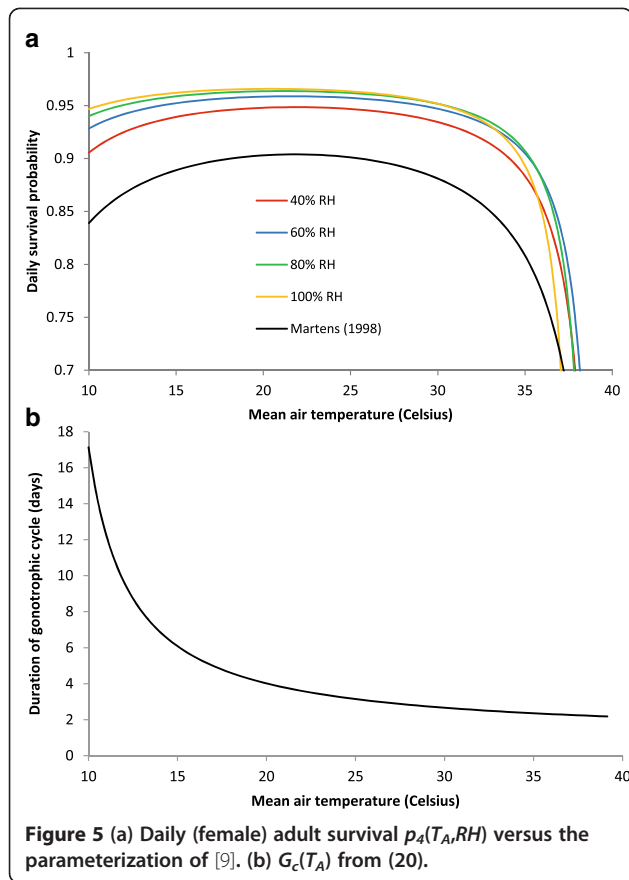 a
1
0.95
0.9
0.85
0.8
0.75
0.7
Daily survival probability
40% RH
60% RH
80% RH
100% RH
Martens (1998)
10 15 20 25 30 35 40
Mean air temperature (Celsius)
b
18
16
14
12
10
8
6
4
2
0
Duration of gonotrophic cycle (days)
10 15 20 25 30 35 40
Mean air temperature (Celsius)
Figure 5 (a) Daily (female) adult survival p₄(T_A,RH) versus the
parameterization of [9]. (b) G_c(T_A) from (20).